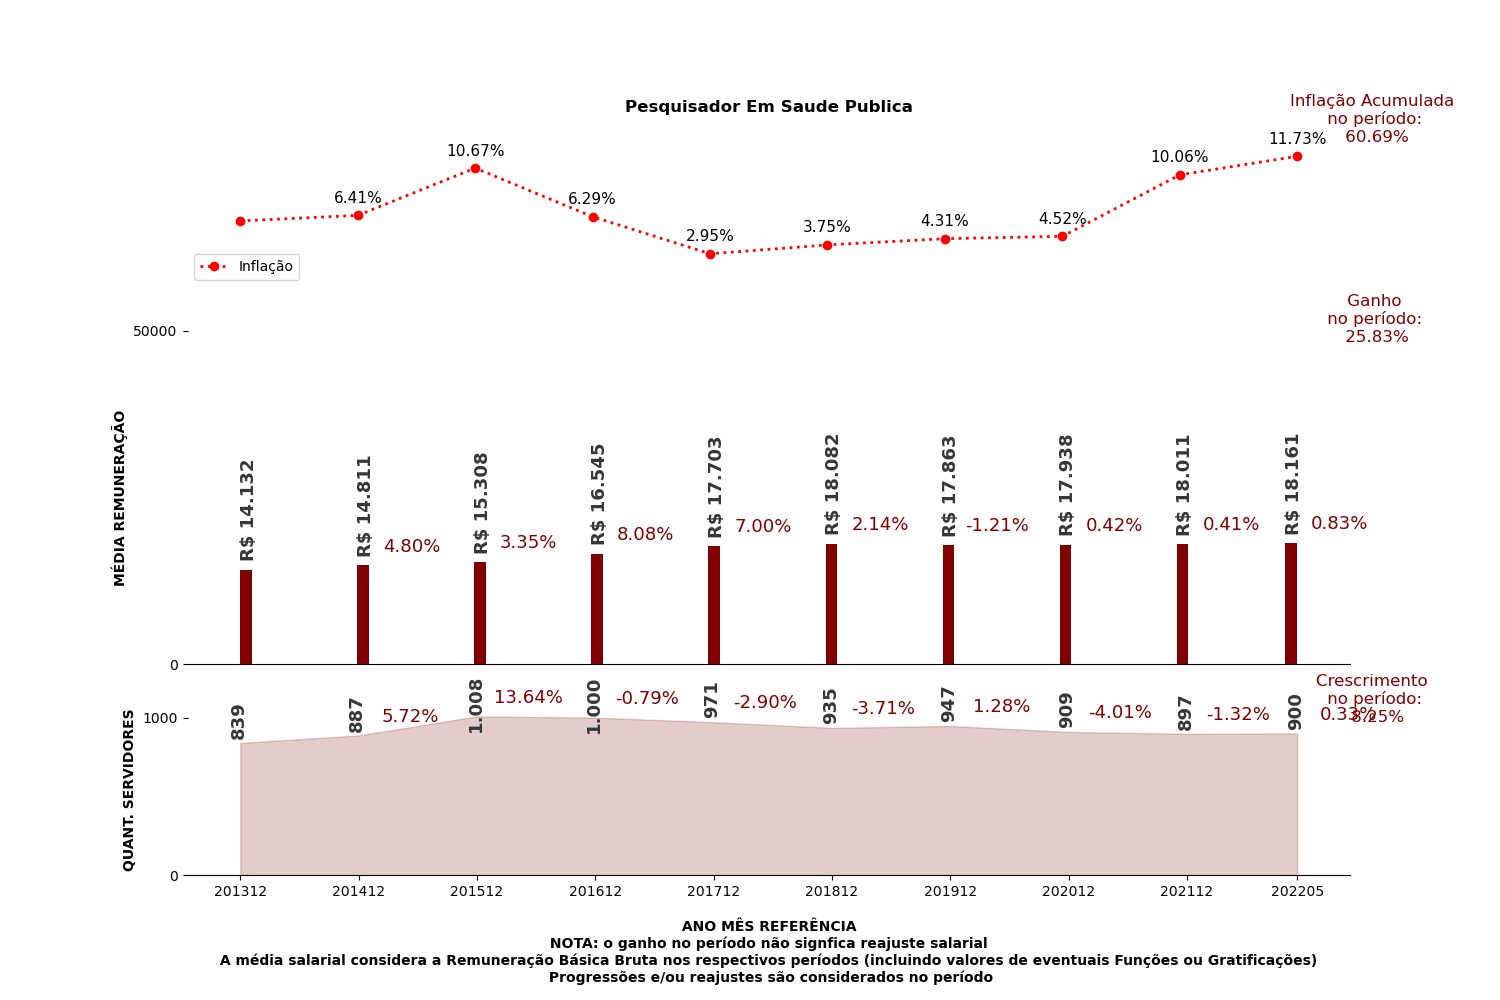 Pesquisador Em Saude Publica
Inflação Acumulada
no período:
60.69%
6.41%
10.67%
6.29%
2.95%
3.75%
4.31%
4.52%
10.06%
11.73%
Inflação
Ganho
no período:
25.83%
50000
0
MÉDIA REMUNERAÇÃO
R$ 14.132
R$ 14.811
R$ 15.308
R$ 16.545
R$ 17.703
R$ 18.082
R$ 17.863
R$ 17.938
R$ 18.011
R$ 18.161
4.80%
3.35%
8.08%
7.00%
2.14%
-1.21%
0.42%
0.41%
0.83%
Crescrimento
no período:
8.25%
1000
0
QUANT. SERVIDORES
839
887
1.008
1.000
971
935
947
909
897
900
5.72%
13.64%
-0.79%
-2.90%
-3.71%
1.28%
-4.01%
-1.32%
0.33%
201312
201412
201512
201612
201712
201812
201912
202012
202112
202205
ANO MÊS REFERÊNCIA
NOTA: o ganho no período não signfica reajuste salarial
A média salarial considera a Remuneração Básica Bruta nos respectivos períodos (incluindo valores de eventuais Funções ou Gratificações)
Progressões e/ou reajustes são considerados no período